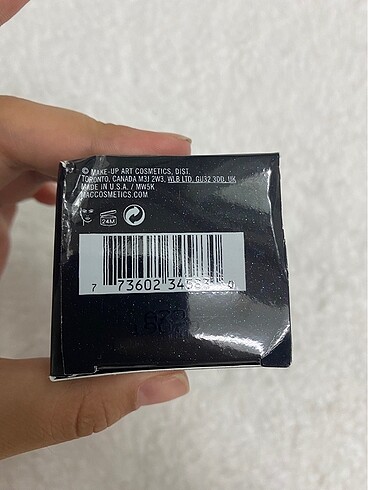 © MAKE-UP ART COSMETICS, DIST.
TORONTO, CANADA M3J 2W3, WLB LTD, GU32 3DD, UK
MADE IN U.S.A. / MW5K
MACCOSMETICS.COM
24M
7 73602 0